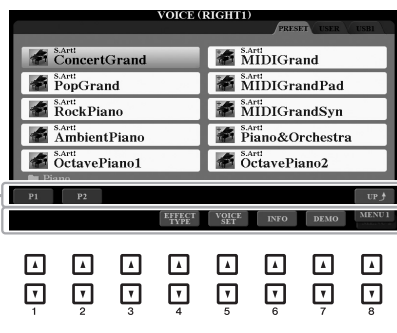 VOICE (RIGHT1)
PRESET USER USB1
S.Art!
ConcertGrand
S.Art!
MIDIGrand
S.Art!
PopGrand
S.Art!
MIDIGrandPad
S.Art!
RockPiano
S.Art!
MIDIGrandSyn
S.Art!
AmbientPiano
S.Art!
Piano&Orchestra
S.Art!
OctavePiano1
S.Art!
OctavePiano2
Piano
P1 P2 UP
EFFECT TYPE VOICE SET INFO DEMO MENU 1
1 2 3 4 5 6 7 8